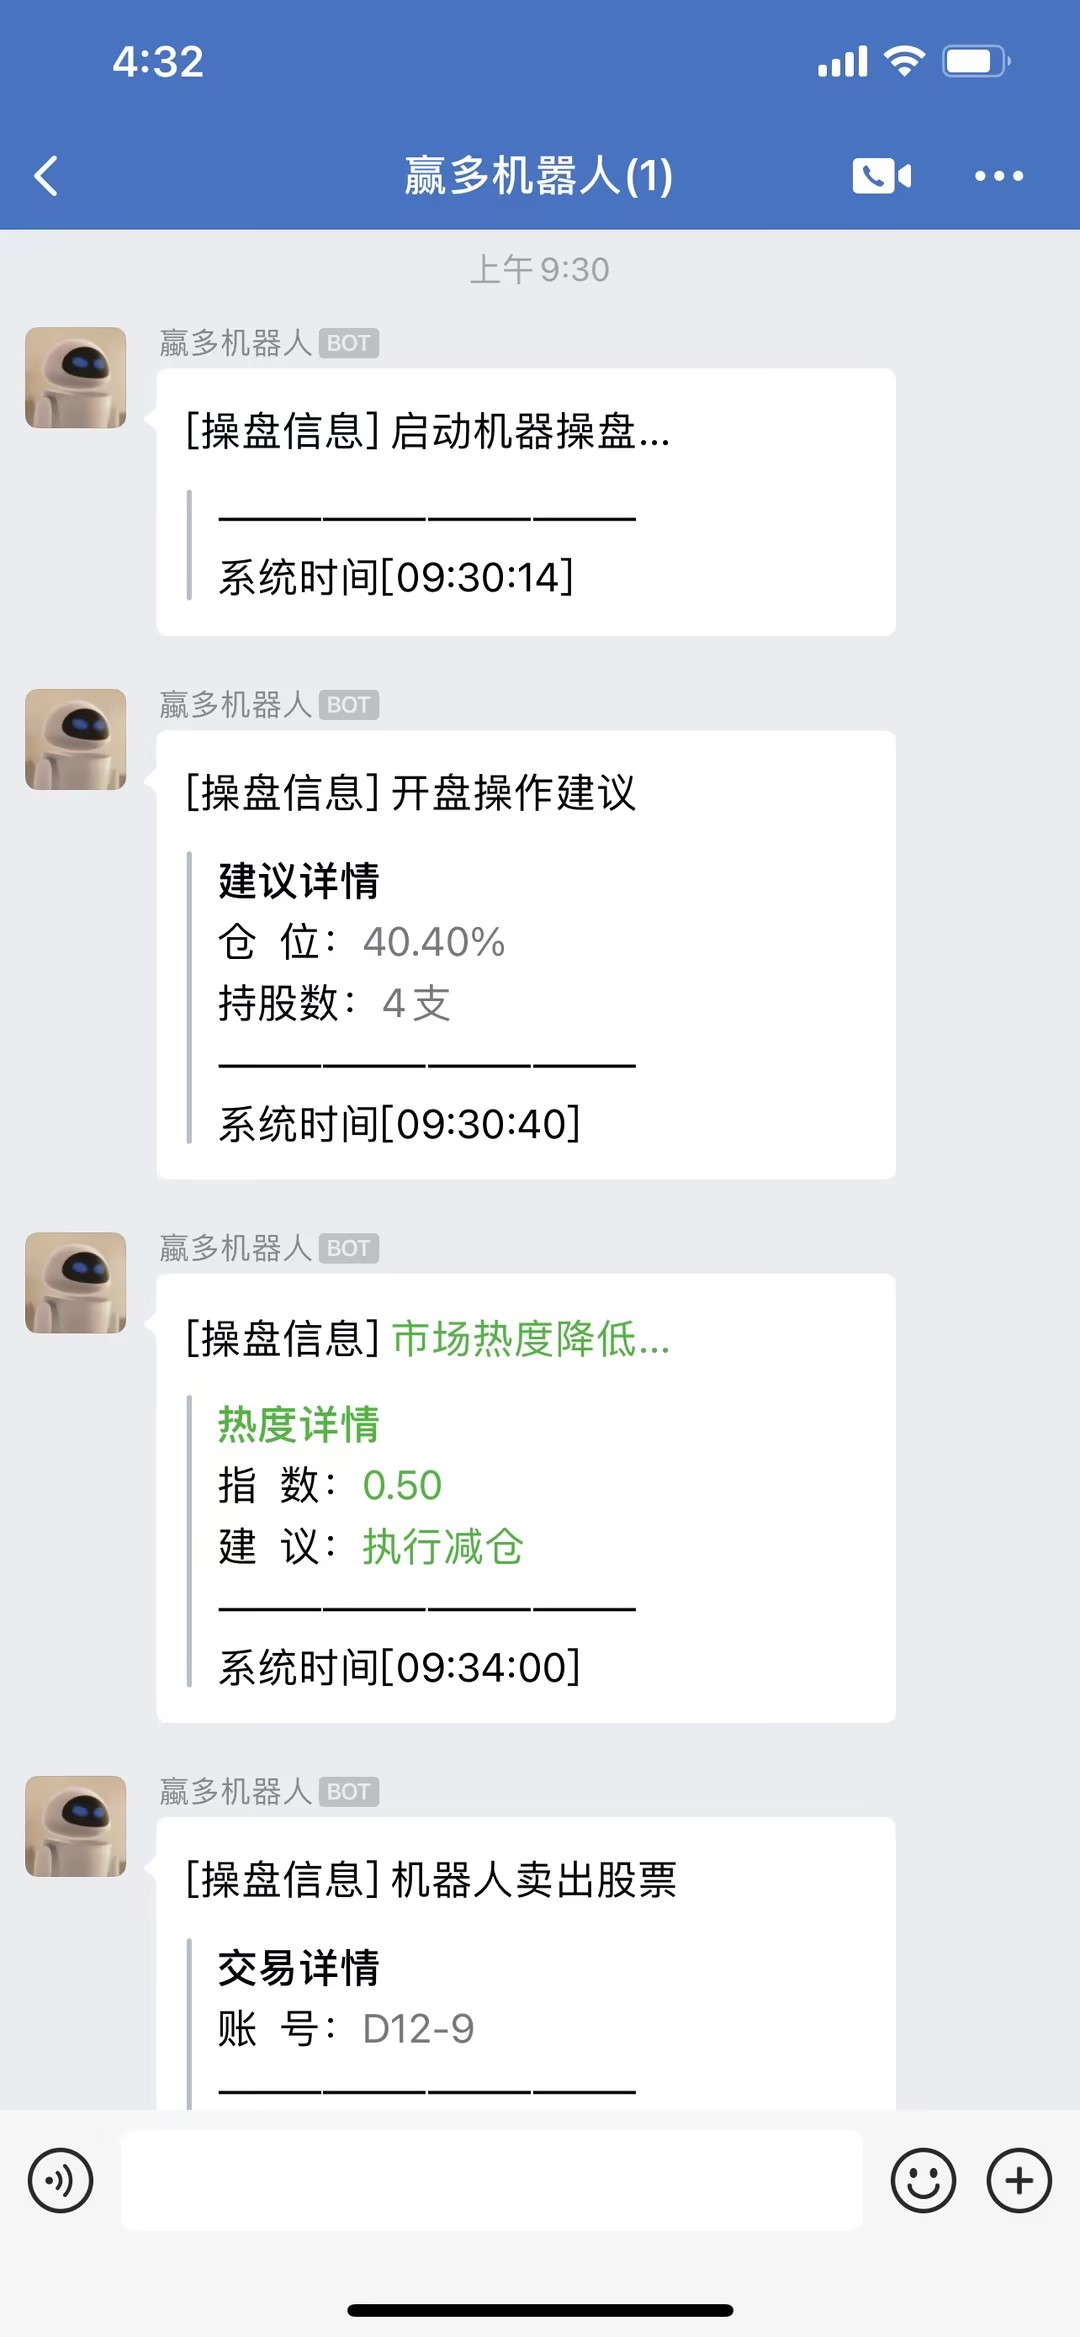 4:32
赢多机器人(1)
上午 9:30
赢多机器人 BOT
[操盘信息] 启动机器操盘...
————————
系统时间[09:30:14]
赢多机器人 BOT
[操盘信息] 开盘操作建议
建议详情
仓 位： 40.40%
持股数： 4 支
————————
系统时间[09:30:40]
赢多机器人 BOT
[操盘信息] 市场热度降低...
热度详情
指 数： 0.50
建 议： 执行减仓
————————
系统时间[09:34:00]
赢多机器人 BOT
[操盘信息] 机器人卖出股票
交易详情
账 号： D12-9
————————